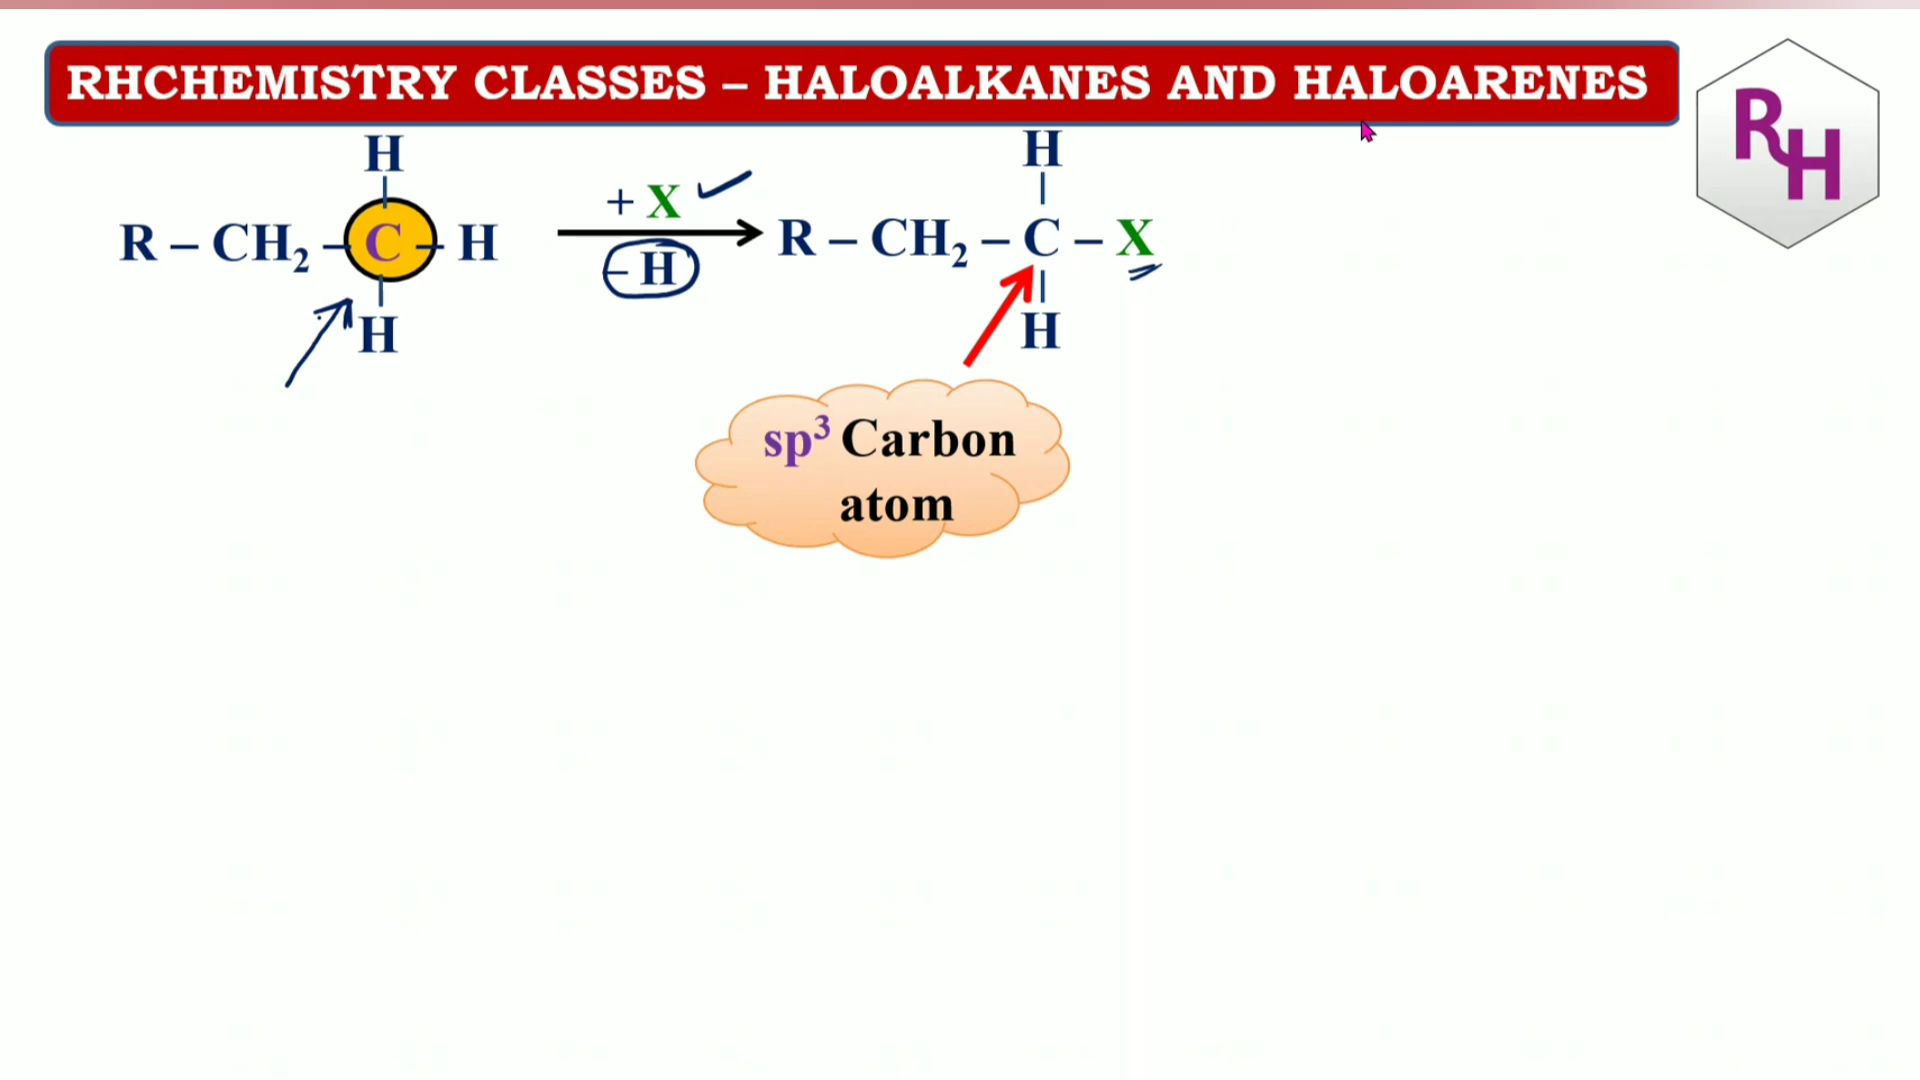 RHCHEMISTRY CLASSES – HALOALKANES AND HALOARENES
RH
H
R – CH₂ – C – H
H
+ X
– H
H
R – CH₂ – C – X
H
sp³ Carbon
atom